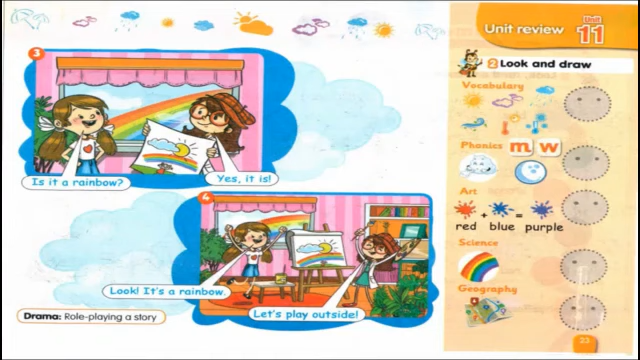 3
Is it a rainbow?
Yes, it is!
4
Look! It's a rainbow.
Let's play outside!
Drama: Role-playing a story
Unit review
Unit
11
2 Look and draw
Vocabulary
Phonics
m w
Art
+ =
red blue purple
Science
Geography
23